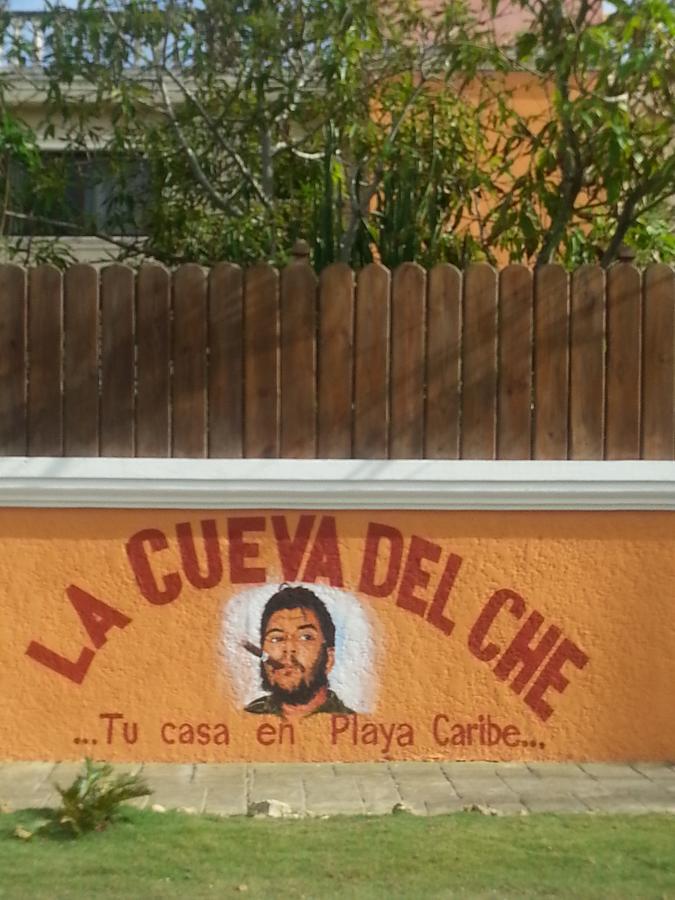 LA CUEVA DEL CHE
...Tu casa en Playa Caribe...